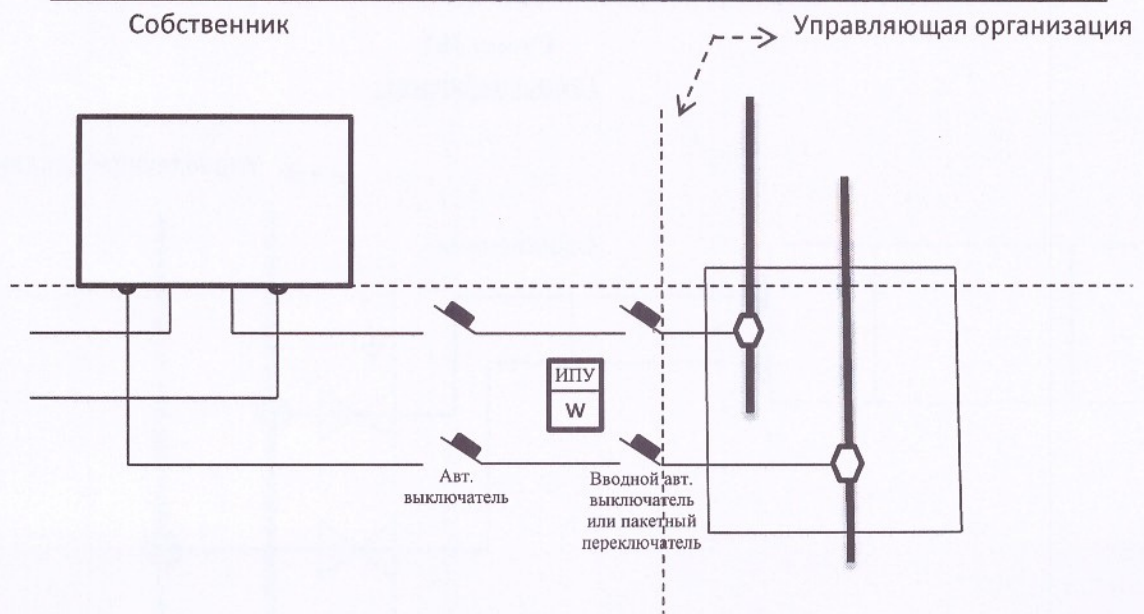 Собственник
Управляющая организация
ИПУ
W
Авт.
выключатель
Вводной авт.
выключатель
или пакетный
переключатель